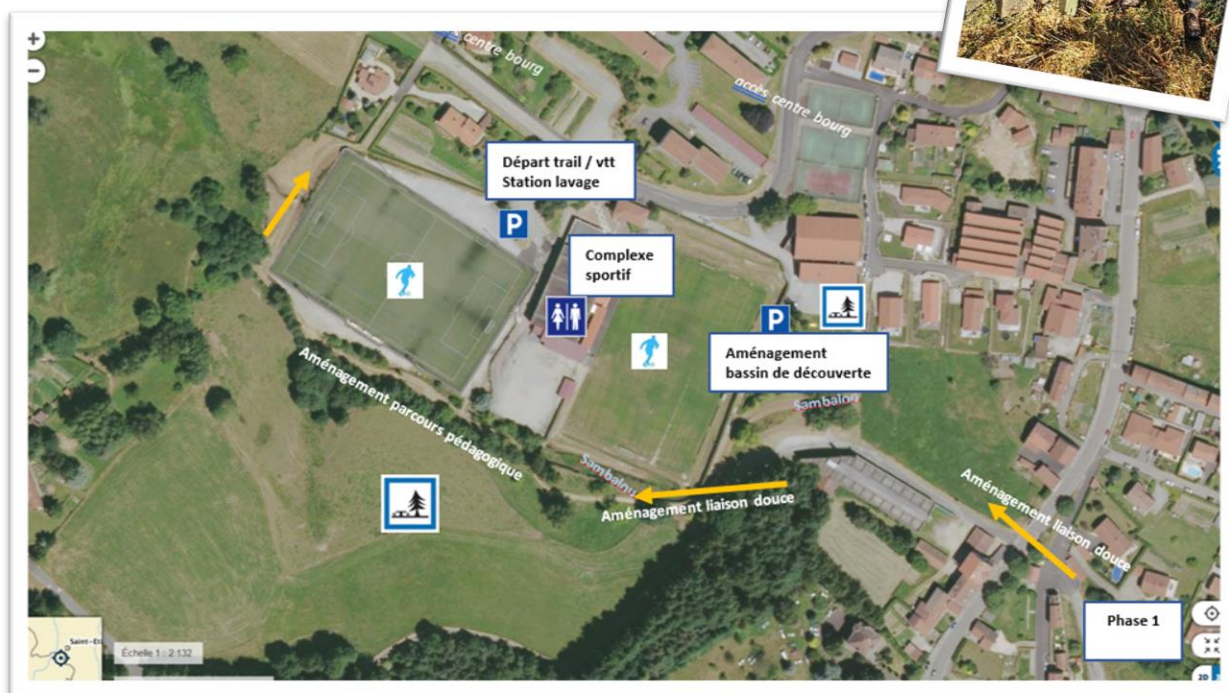 +
−
centre bourg
accès centre bourg
Départ trail / vtt
Station lavage
P
Complexe
sportif
P
Aménagement
bassin de découverte
Sambalou
Aménagement parcours pédagogique
Sambalou
Aménagement liaison douce
Aménagement liaison douce
Phase 1
Échelle 1 : 2 132
2D